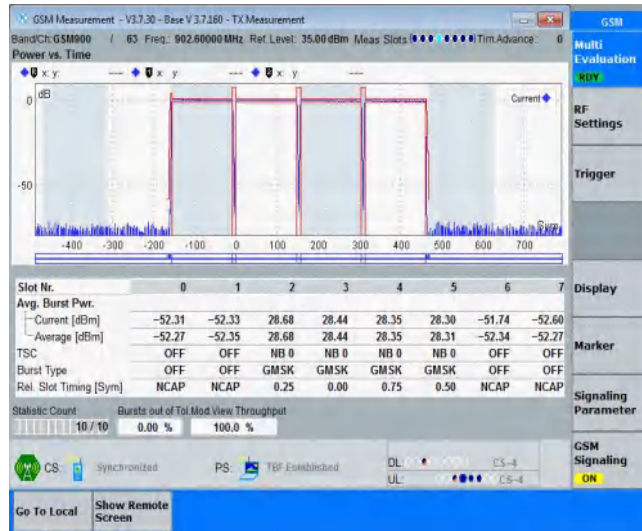 GSM Measurement - V3.7.30 - Base V 3.7.160 - TX Measurement
GSM
Band/Ch: GSM900 / 63 Freq.: 902.60000 MHz Ref. Level: 35.00 dBm Meas Slots Tim.Advance: 0
Power vs. Time
Multi Evaluation
RDY
x: y: --- x y --- x y ---
dB
Current
0
-50
Sym
-400 -300 -200 -100 0 100 200 300 400 500 600 700
RF Settings
Trigger
Slot Nr. 0 1 2 3 4 5 6 7
Avg. Burst Pwr.
Current [dBm] -52.31 -52.33 28.68 28.44 28.35 28.30 -51.74 -52.60
Average [dBm] -52.27 -52.35 28.68 28.44 28.35 28.31 -52.34 -52.27
TSC OFF OFF NB 0 NB 0 NB 0 NB 0 OFF OFF
Burst Type OFF OFF GMSK GMSK GMSK GMSK OFF OFF
Rel. Slot Timing [Sym] NCAP NCAP 0.25 0.00 0.75 0.50 NCAP NCAP
Display
Marker
Signaling Parameter
Statistic Count Bursts out of Tol. Mod.View Throughput
10 / 10 0.00 % 100.0 %
CS: Synchronized PS: TBF Established DL: CS-4
UL: CS-4
GSM Signaling
ON
Go To Local
Show Remote Screen